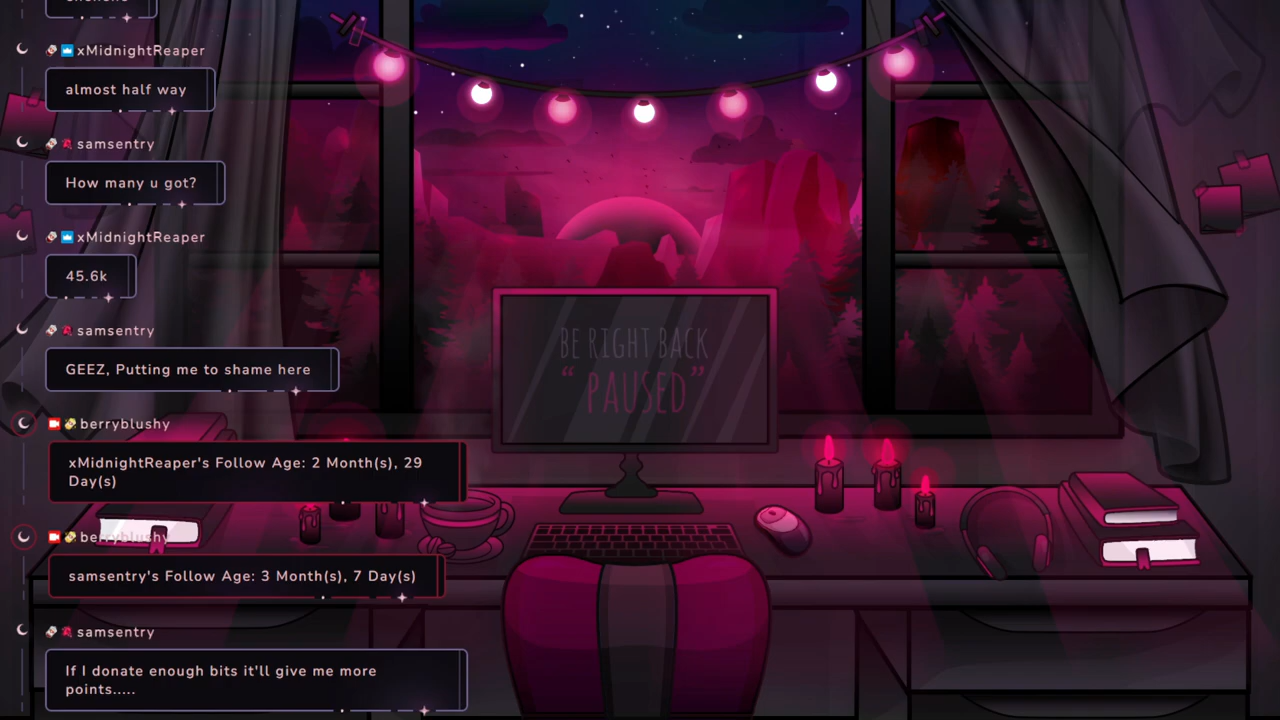 xMidnightReaper
almost half way
samsentry
How many u got?
xMidnightReaper
45.6k
samsentry
GEEZ, Putting me to shame here
berryblushy
xMidnightReaper's Follow Age: 2 Month(s), 29
Day(s)
berryblushy
samsentry's Follow Age: 3 Month(s), 7 Day(s)
samsentry
If I donate enough bits it'll give me more
points.....
BE RIGHT BACK
“ PAUSED”